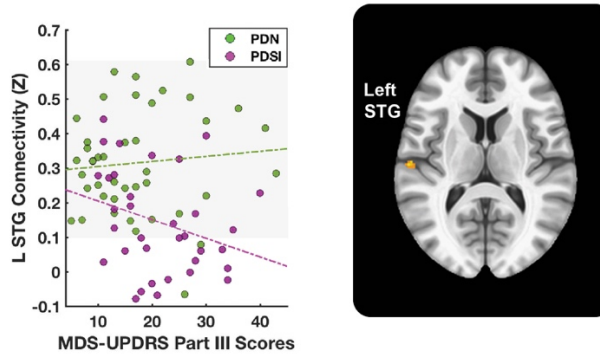 0.7
0.6
0.5
0.4
0.3
0.2
0.1
0
-0.1
L STG Connectivity (Z)
PDN
PDSI
10 20 30 40
MDS-UPDRS Part III Scores
Left
STG